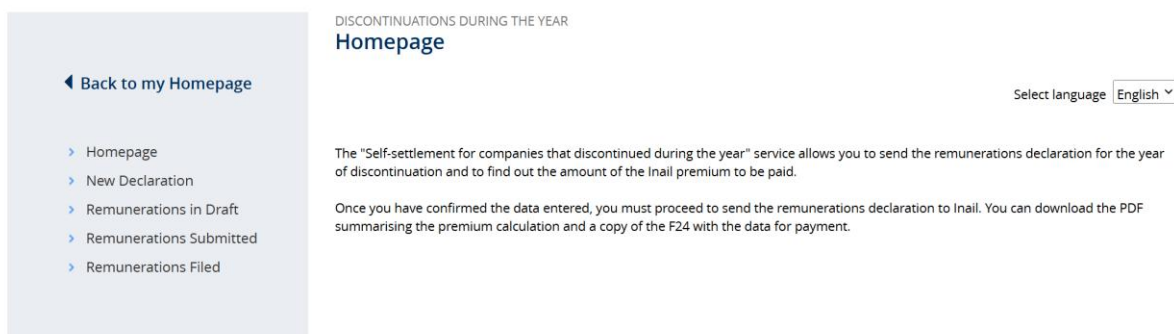 DISCONTINUATIONS DURING THE YEAR
Homepage
Back to my Homepage
Select language English
Homepage
New Declaration
Remunerations in Draft
Remunerations Submitted
Remunerations Filed
The "Self-settlement for companies that discontinued during the year" service allows you to send the remunerations declaration for the year
of discontinuation and to find out the amount of the Inail premium to be paid.
Once you have confirmed the data entered, you must proceed to send the remunerations declaration to Inail. You can download the PDF
summarising the premium calculation and a copy of the F24 with the data for payment.